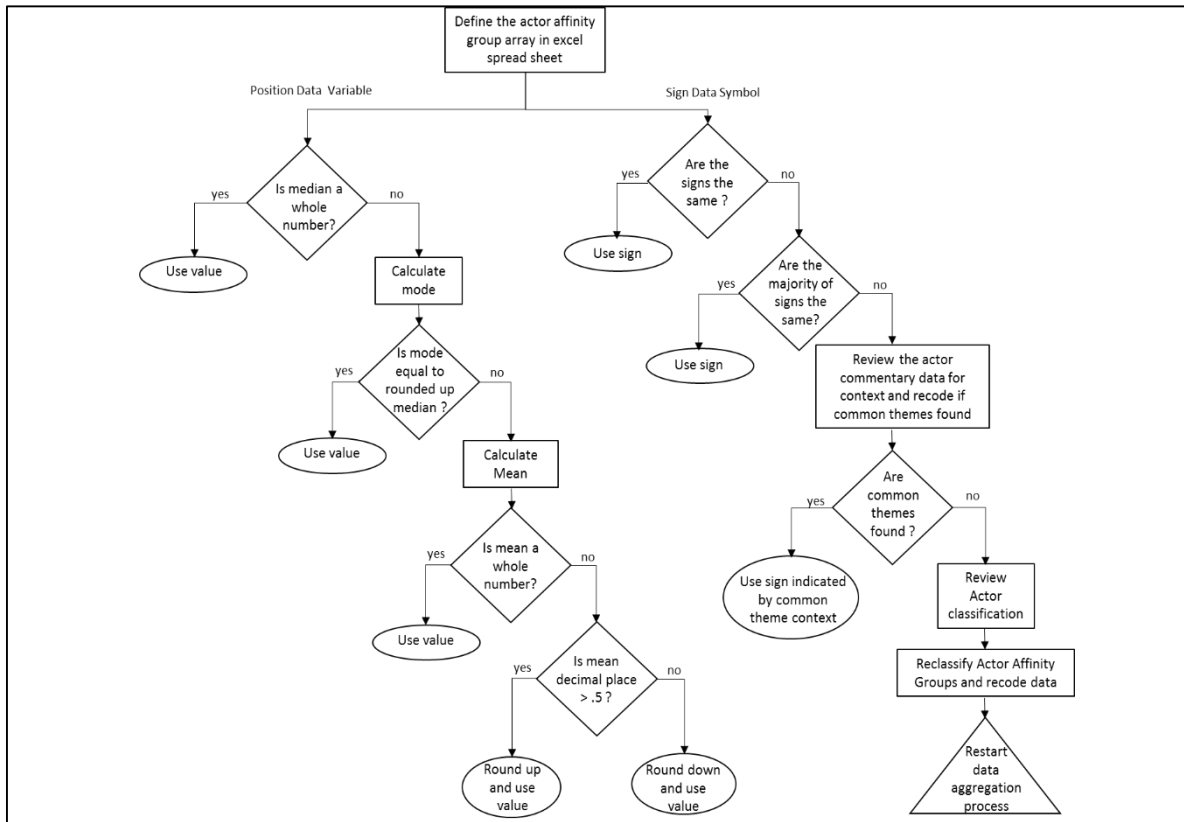 Define the actor affinity
group array in excel
spread sheet
Position Data Variable
Sign Data Symbol
Is median a
whole
number?
yes
no
Use value
Calculate
mode
Is mode
equal to
rounded up
median ?
yes
no
Use value
Calculate
Mean
Is mean a
whole
number?
yes
no
Use value
Is mean
decimal place
> .5 ?
yes
no
Round up
and use
value
Round down
and use
value
Are the
signs the
same ?
yes
no
Use sign
Are the
majority of
signs the
same?
yes
no
Use sign
Review the actor
commentary data for
context and recode if
common themes found
Are
common
themes
found ?
yes
no
Use sign indicated
by common
theme context
Review
Actor
classification
Reclassify Actor Affinity
Groups and recode data
Restart
data
aggregation
process